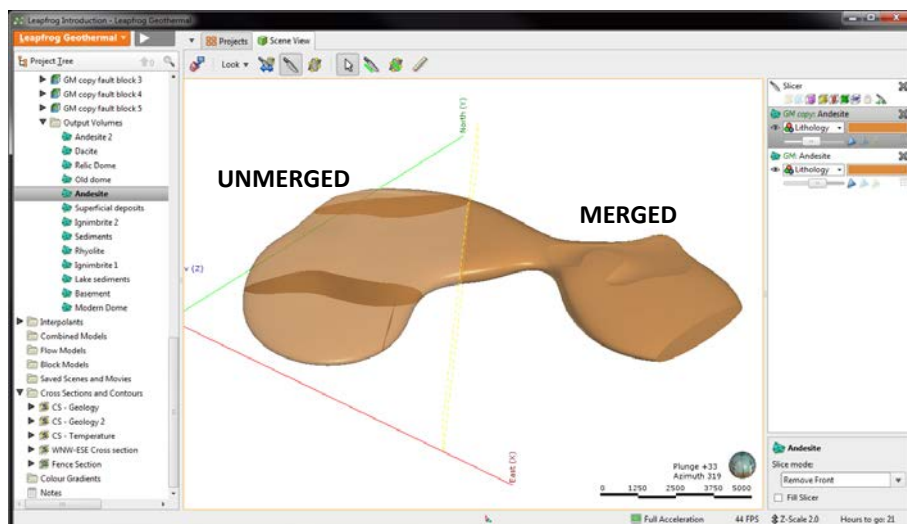 Leapfrog Introduction - Leapfrog Geothermal
Leapfrog Geothermal
Projects
Scene View
Project Tree
Look
GM copy fault block 3
GM copy fault block 4
GM copy fault block 5
Output Volumes
Andesite 2
Dacite
Relic Dome
Old dome
Andesite
Superficial deposits
Ignimbrite 2
Sediments
Rhyolite
Ignimbrite 1
Lake sediments
Basement
Modern Dome
Interpolants
Combined Models
Flow Models
Block Models
Saved Scenes and Movies
Cross Sections and Contours
CS - Geology
CS - Geology 2
CS - Temperature
WNW-ESE Cross section
Fence Section
Colour Gradients
Notes
UNMERGED
MERGED
North (Y)
v (Z)
East (X)
Plunge +33
Azimuth 319
0 1250 2500 3750 5000
Slicer
GM copy: Andesite
Lithology
GM: Andesite
Lithology
Andesite
Slice mode:
Remove Front
Fill Slicer
Full Acceleration
44 FPS
Z-Scale 2.0
Hours to go: 21